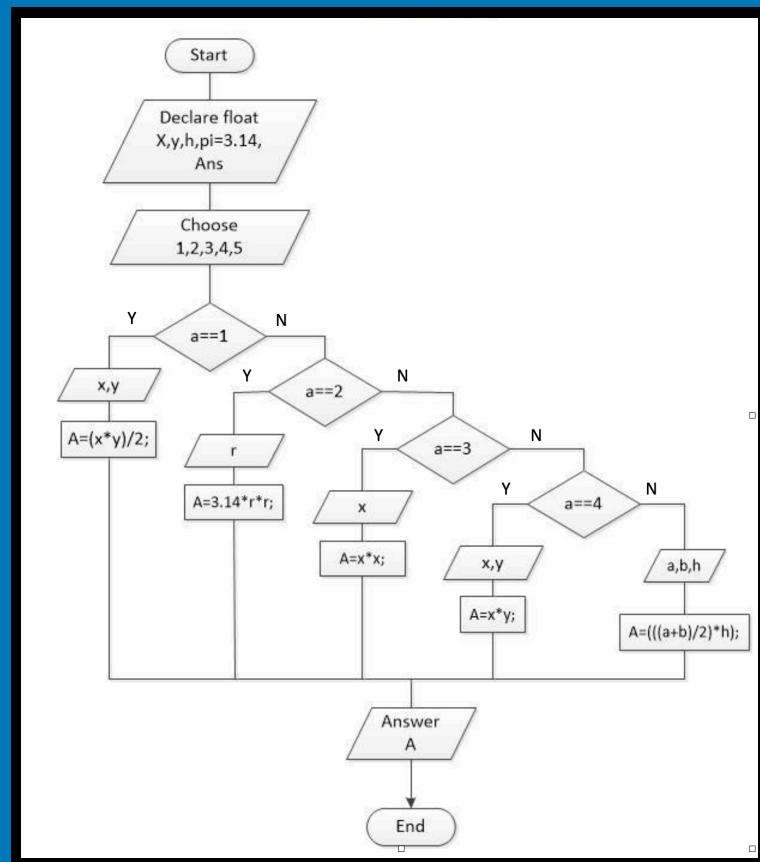 Start
Declare float
X,y,h,pi=3.14,
Ans
Choose
1,2,3,4,5
Y
a==1
N
x,y
A=(x*y)/2;
Y
a==2
N
r
A=3.14*r*r;
Y
a==3
N
x
A=x*x;
Y
a==4
N
x,y
A=x*y;
a,b,h
A=(((a+b)/2)*h);
Answer
A
End